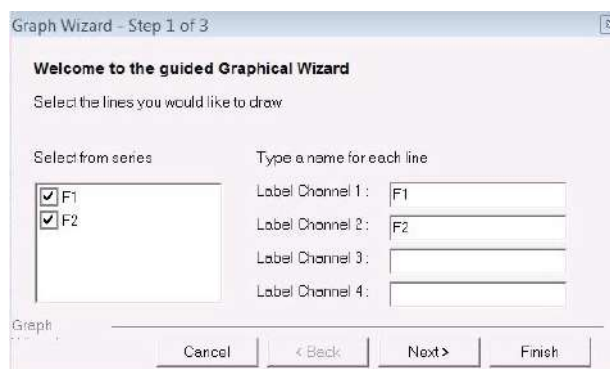 Graph Wizard - Step 1 of 3
Welcome to the guided Graphical Wizard
Select the lines you would like to draw
Select from series
F1
F2
Type a name for each line
Label Channel 1: F1
Label Channel 2: F2
Label Channel 3:
Label Channel 4:
Graph
Cancel < Back Next > Finish